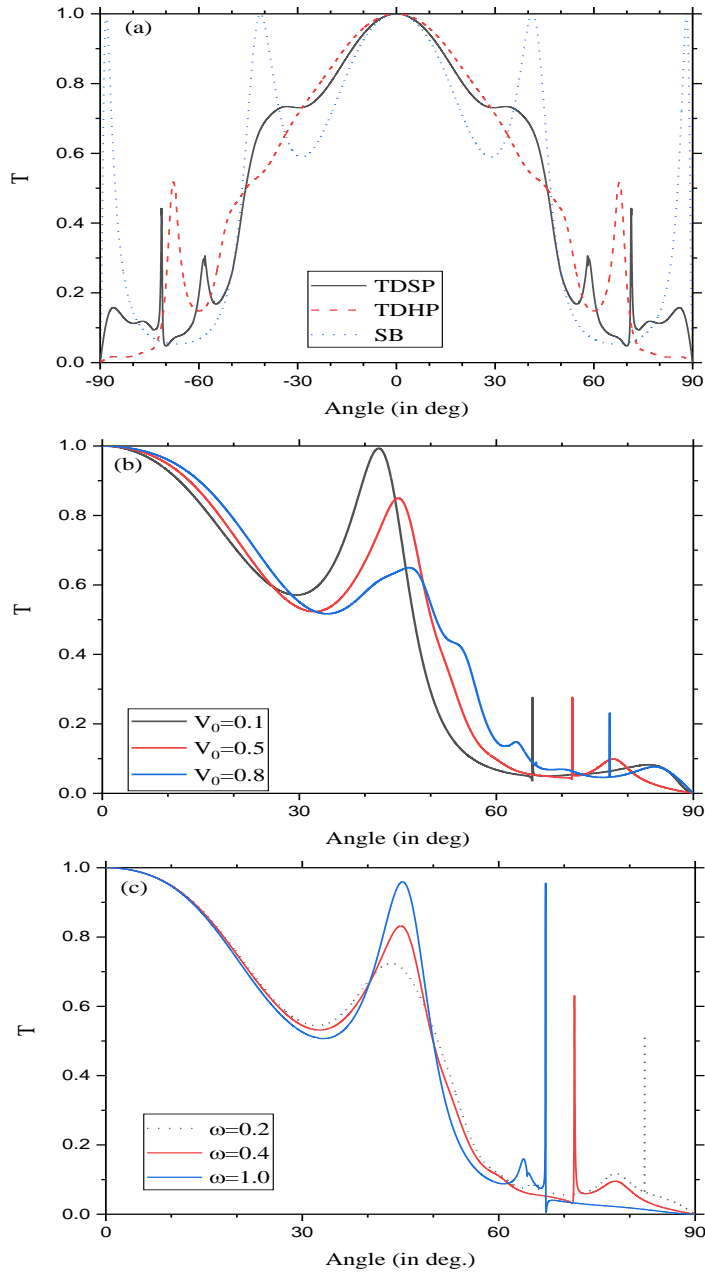 (a)
1.0
0.8
0.6
0.4
0.2
0.0
T
TDSP
TDHP
SB
-90 -60 -30 0 30 60 90
Angle (in deg)
(b)
1.0
0.8
0.6
0.4
0.2
0.0
T
V₀=0.1
V₀=0.5
V₀=0.8
0 30 60 90
Angle (in deg)
(c)
1.0
0.8
0.6
0.4
0.2
0.0
T
ω=0.2
ω=0.4
ω=1.0
0 30 60 90
Angle (in deg.)